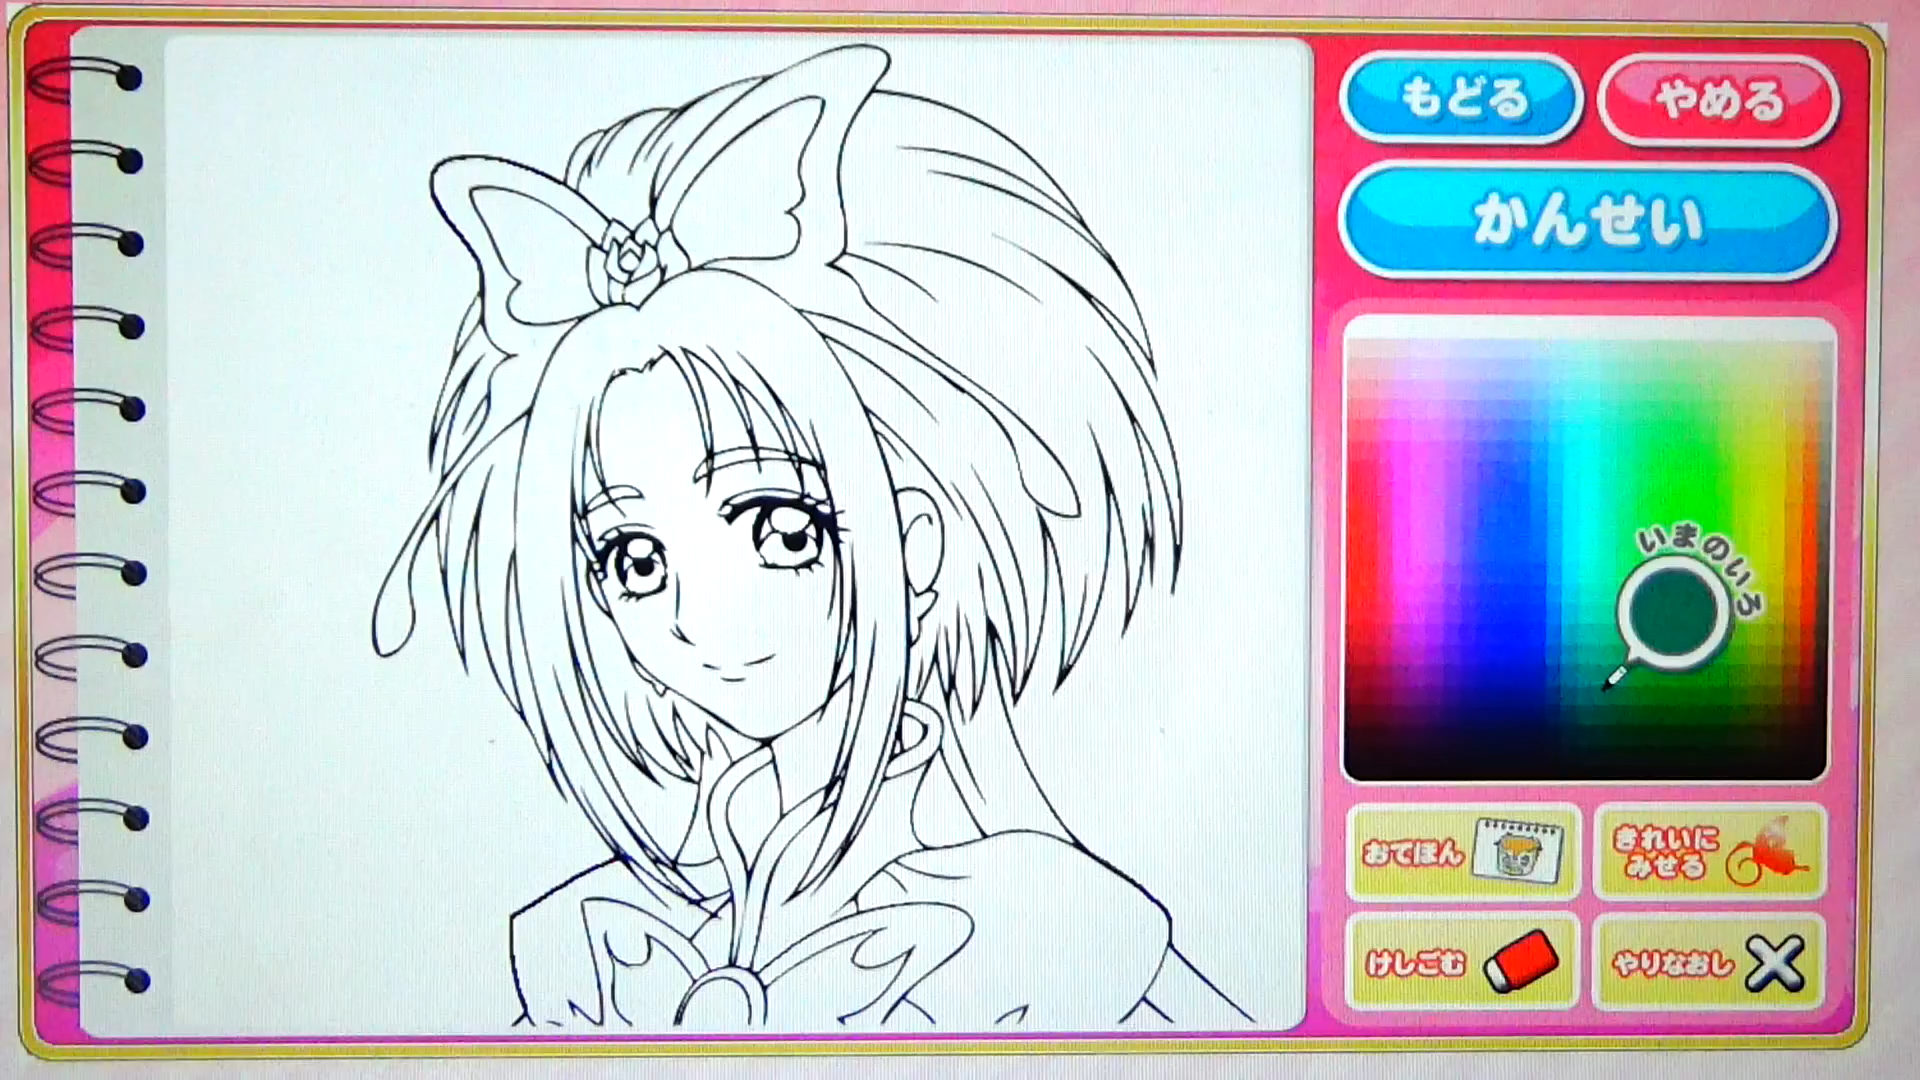 もどる
やめる
かんせい
いまのいろ
おてほん
きれいに
みせる
けしごむ
やりなおし